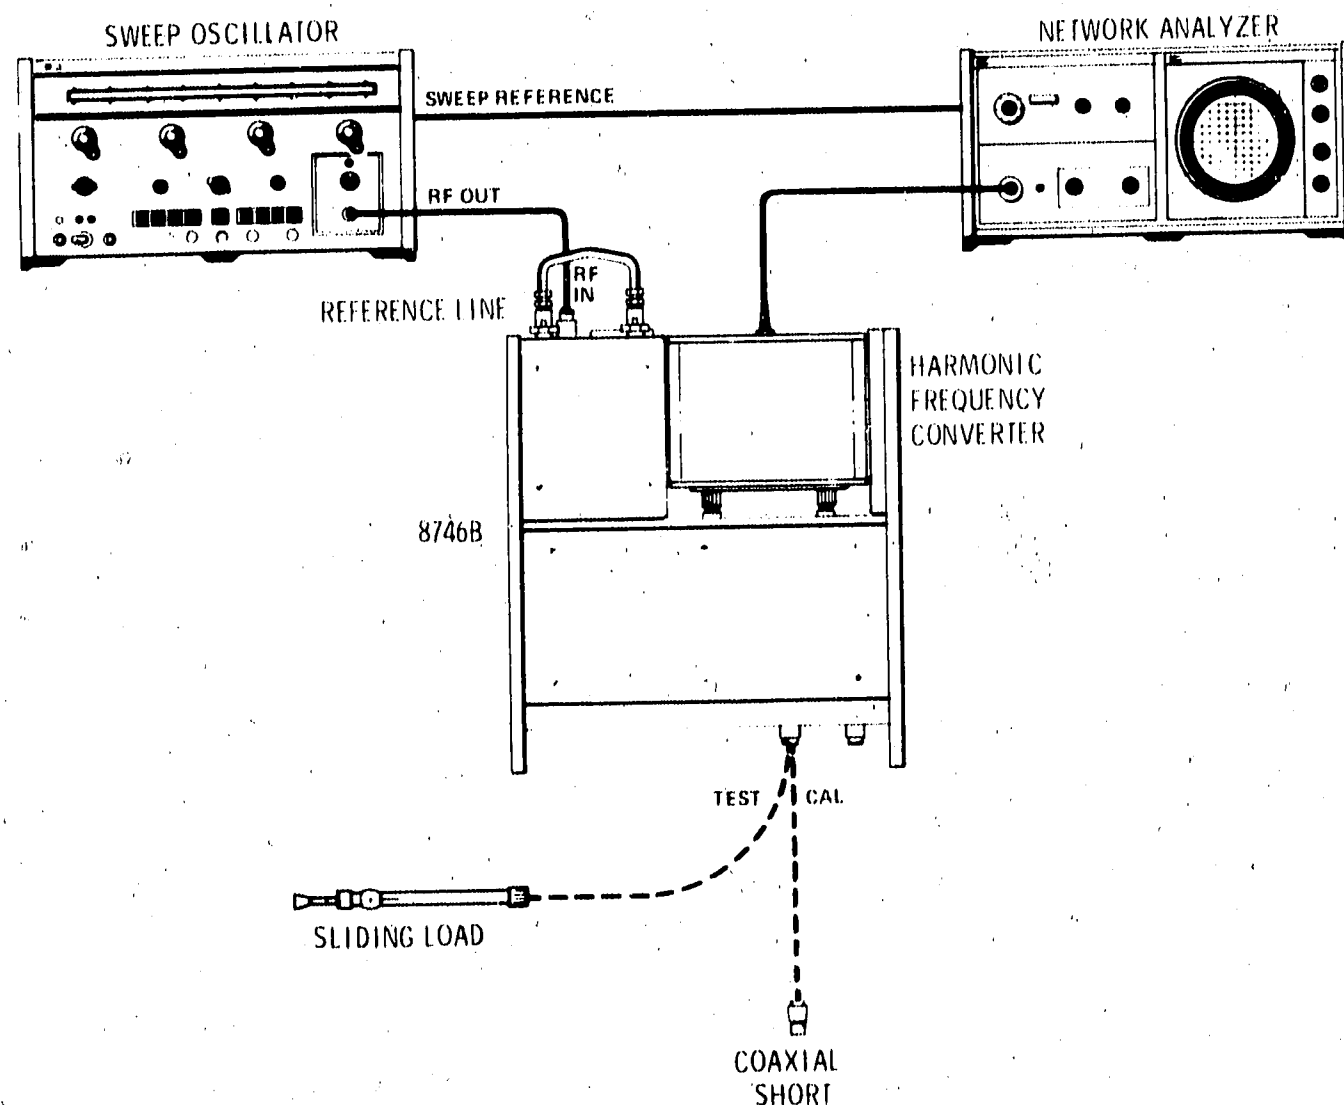 SWEEP OSCILLATOR
NETWORK ANALYZER
SWEEP REFERENCE
RF OUT
RF
IN
REFERENCE LINE
HARMONIC
FREQUENCY
CONVERTER
8746B
TEST
CAL
SLIDING LOAD
COAXIAL
SHORT